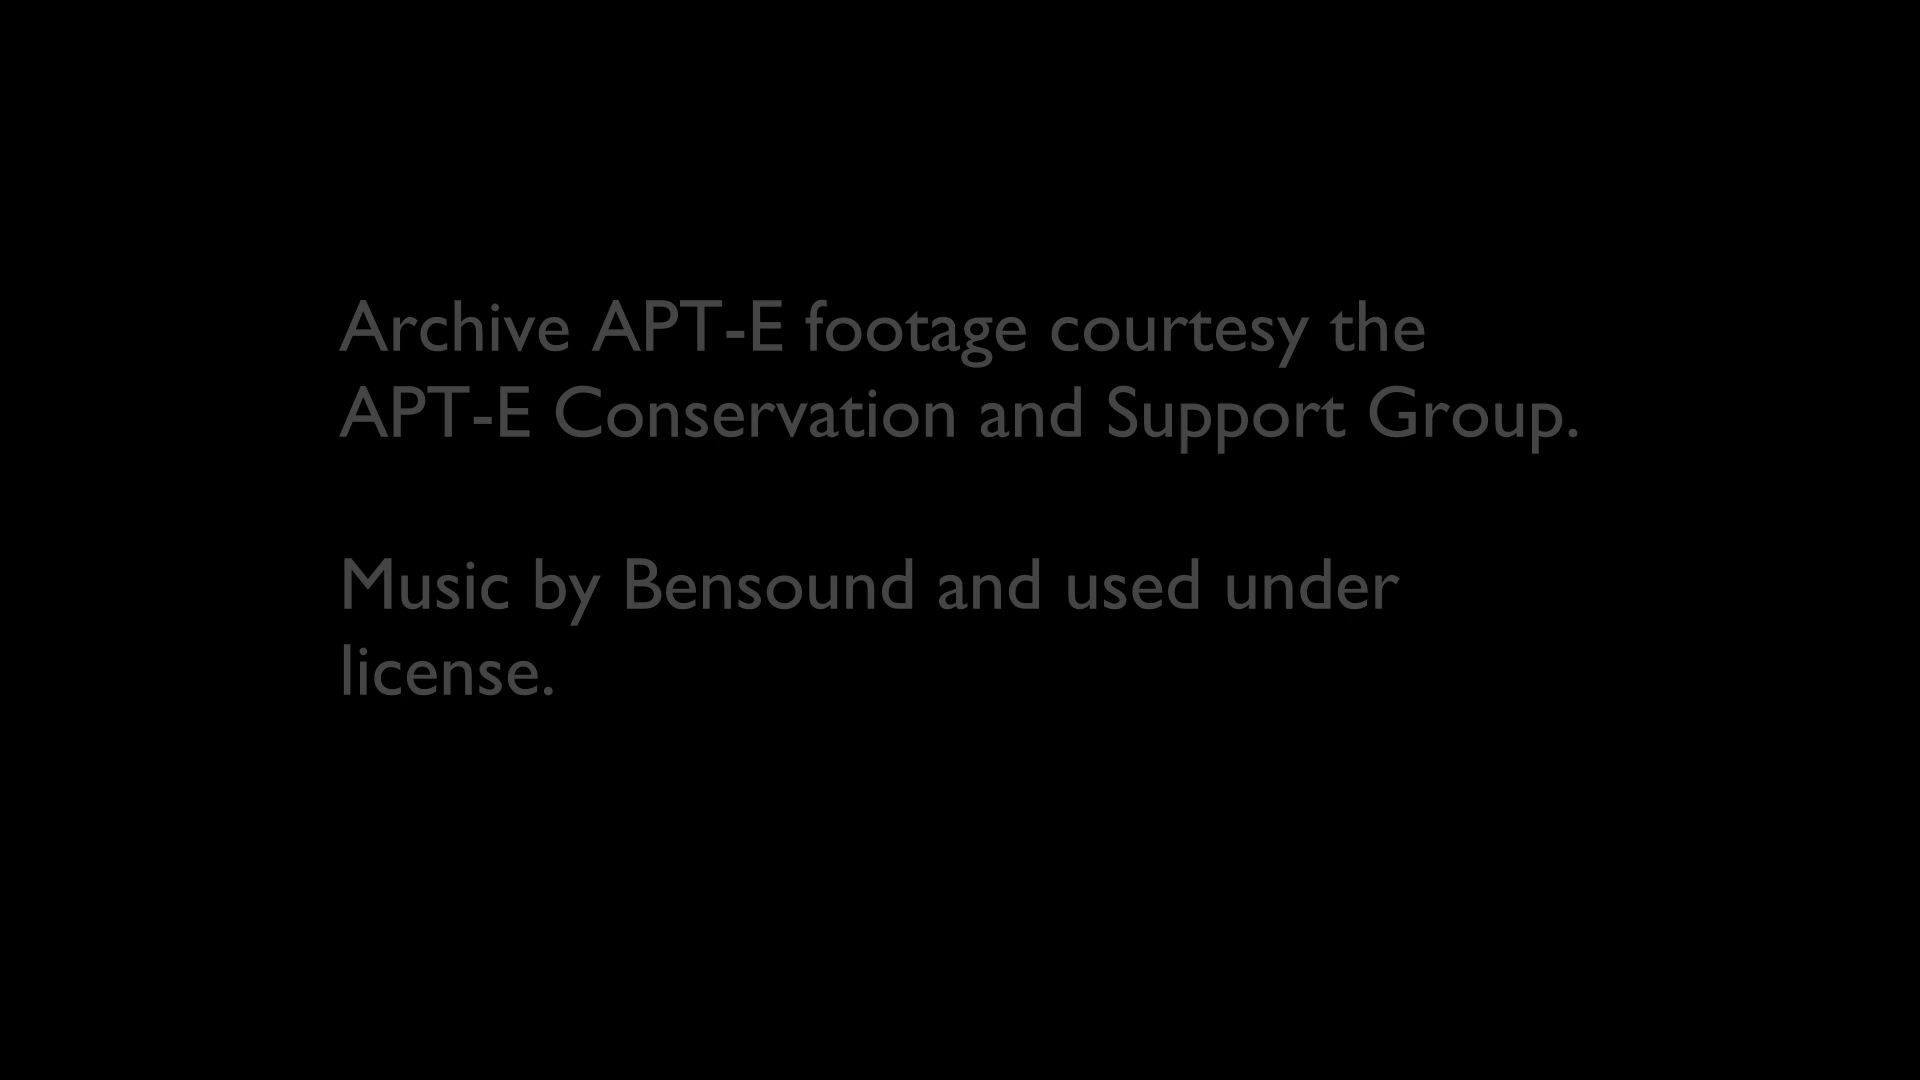 Archive APT-E footage courtesy the
APT-E Conservation and Support Group.
Music by Bensound and used under
license.